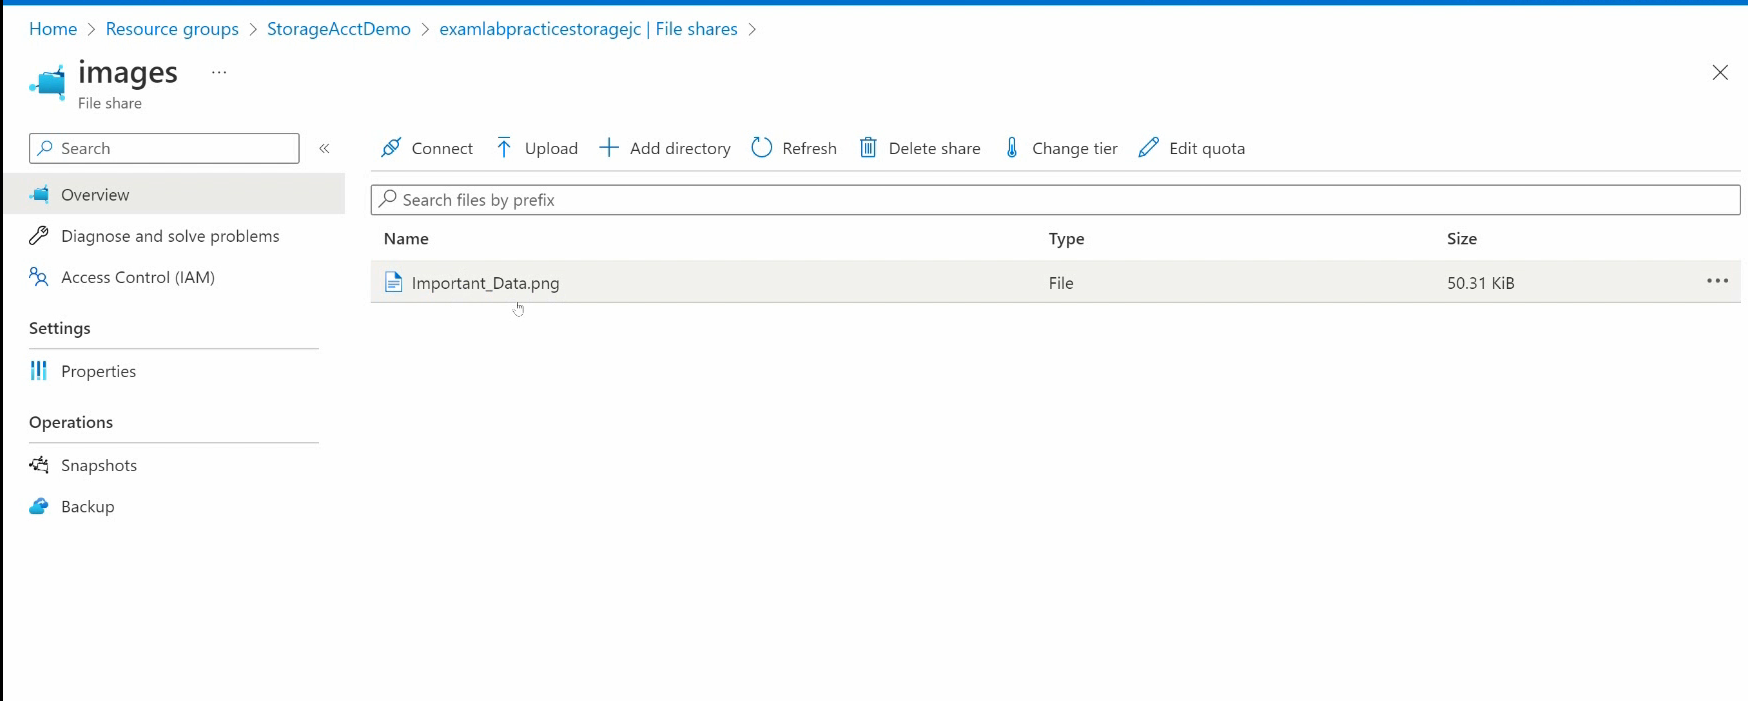 Home > Resource groups > StorageAcctDemo > examlabpracticestoragejc | File shares >
images ...
File share
Search «
Connect Upload Add directory Refresh Delete share Change tier Edit quota
Overview
Search files by prefix
Diagnose and solve problems
Name Type Size
Access Control (IAM)
Important_Data.png File 50.31 KiB ...
Settings
Properties
Operations
Snapshots
Backup